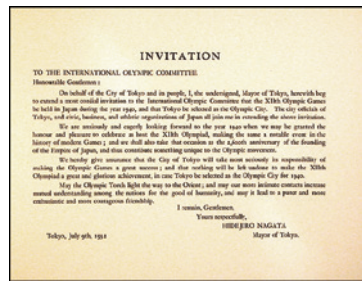 INVITATION
TO THE INTERNATIONAL OLYMPIC COMMITTEE.
Honourable Gentlemen:
On behalf of the City of Tokyo and its people, I, the undersigned, Mayor of Tokyo, herewith beg
to extend a most cordial invitation to the International Olympic Committee that the XIIth Olympic Games
be held in Japan during the year 1940, and that Tokyo be selected as the Olympic City. The city officials of
Tokyo, and civic, business, and athletic organizations of Japan all join me in extending the above invitation.
We are anxiously and eagerly looking forward to the year 1940 when we may be granted the
honour and pleasure to celebrate as host the XIIth Olympiad, making the same a notable event in the
history of modern Games; and we shall also take that occasion as the 2,600th anniversary of the founding
of the Empire of Japan, and thus constitute something unique to the Olympic movement.
We hereby give assurance that the City of Tokyo will take most seriously its responsibility of
making the Olympic Games a great success; and that nothing will be left undone to make the XIIth
Olympiad a great and glorious achievement, in case Tokyo be selected as the Olympic City for 1940.
May the Olympic Torch light the way to the Orient; and may our more intimate contacts increase
mutual understanding among the nations for the good of humanity, and may it lead to a purer and more
enthusiastic and more courageous friendship.
I remain, Gentlemen,
Yours respectfully,
HIDEJIRO NAGATA
Tokyo, July 9th, 1932 Mayor of Tokyo.